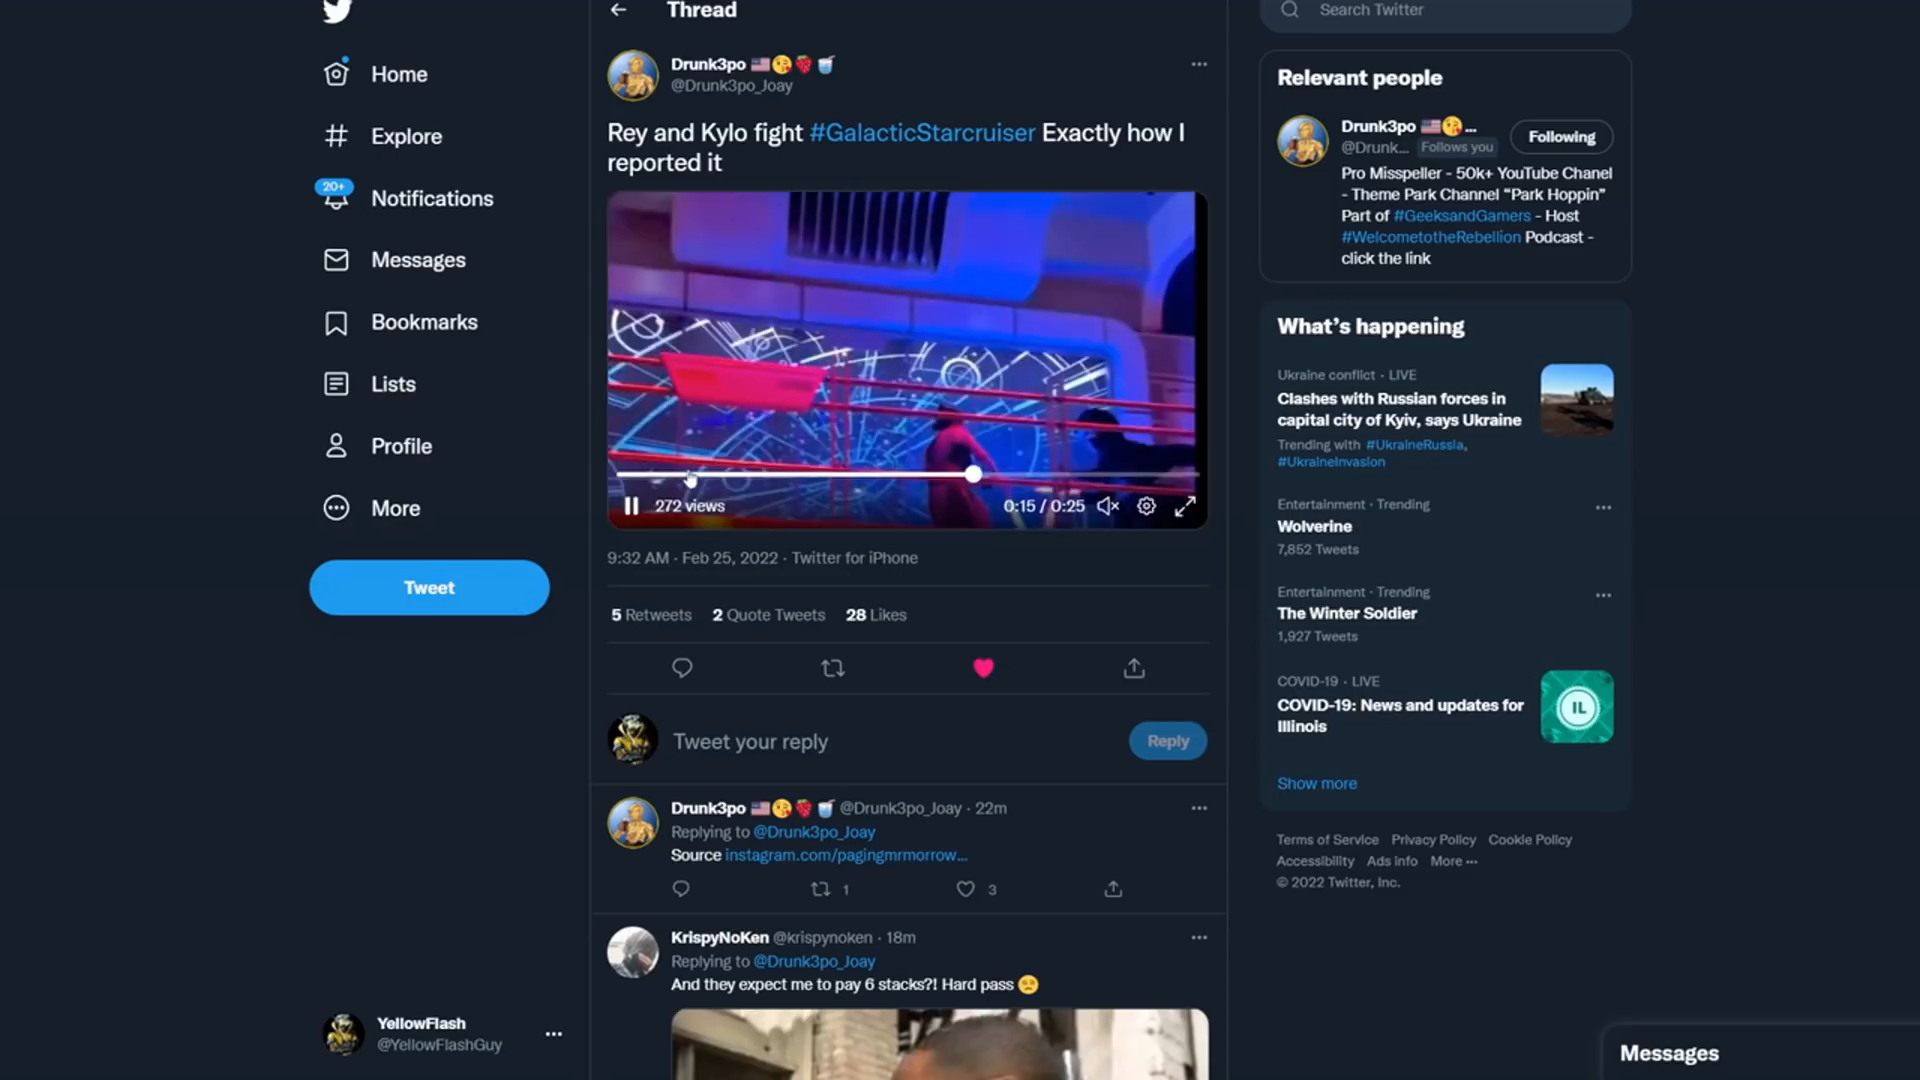 Home
Explore
20+
Notifications
Messages
Bookmarks
Lists
Profile
More
Tweet
YellowFlash
@YellowFlashGuy
Thread
Drunk3po
@Drunk3po_Joay
Rey and Kylo fight #GalacticStarcruiser Exactly how I
reported it
272 views
0:15 / 0:25
9:32 AM · Feb 25, 2022 · Twitter for iPhone
5 Retweets 2 Quote Tweets 28 Likes
Tweet your reply
Reply
Drunk3po @Drunk3po_Joay · 22m
Replying to @Drunk3po_Joay
Source instagram.com/pagingmrmorrow...
1
3
KrispyNoKen @krispynoken · 18m
Replying to @Drunk3po_Joay
And they expect me to pay 6 stacks?! Hard pass
Search Twitter
Relevant people
Drunk3po ...
@Drunk... Follows you
Following
Pro Misspeller - 50k+ YouTube Chanel
- Theme Park Channel “Park Hoppin”
Part of #GeeksandGamers - Host
#WelcometotheRebellion Podcast -
click the link
What’s happening
Ukraine conflict · LIVE
Clashes with Russian forces in
capital city of Kyiv, says Ukraine
Trending with #UkraineRussia,
#UkraineInvasion
Entertainment · Trending
Wolverine
7,852 Tweets
Entertainment · Trending
The Winter Soldier
1,927 Tweets
COVID-19 · LIVE
COVID-19: News and updates for
Illinois
IL
Show more
Terms of Service Privacy Policy Cookie Policy
Accessibility Ads info More ...
© 2022 Twitter, Inc.
Messages